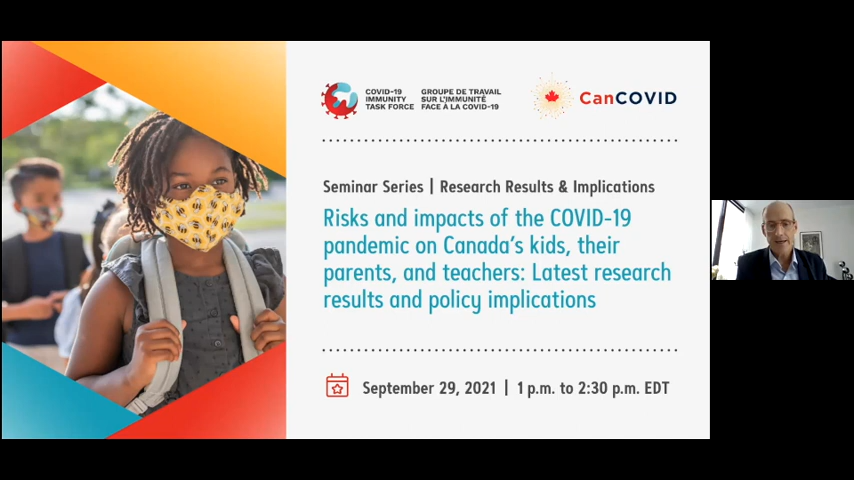 COVID-19
IMMUNITY
TASK FORCE
GROUPE DE TRAVAIL
SUR L'IMMUNITÉ
FACE À LA COVID-19
CanCOVID
Seminar Series | Research Results & Implications
Risks and impacts of the COVID-19
pandemic on Canada's kids, their
parents, and teachers: Latest research
results and policy implications
September 29, 2021 | 1 p.m. to 2:30 p.m. EDT